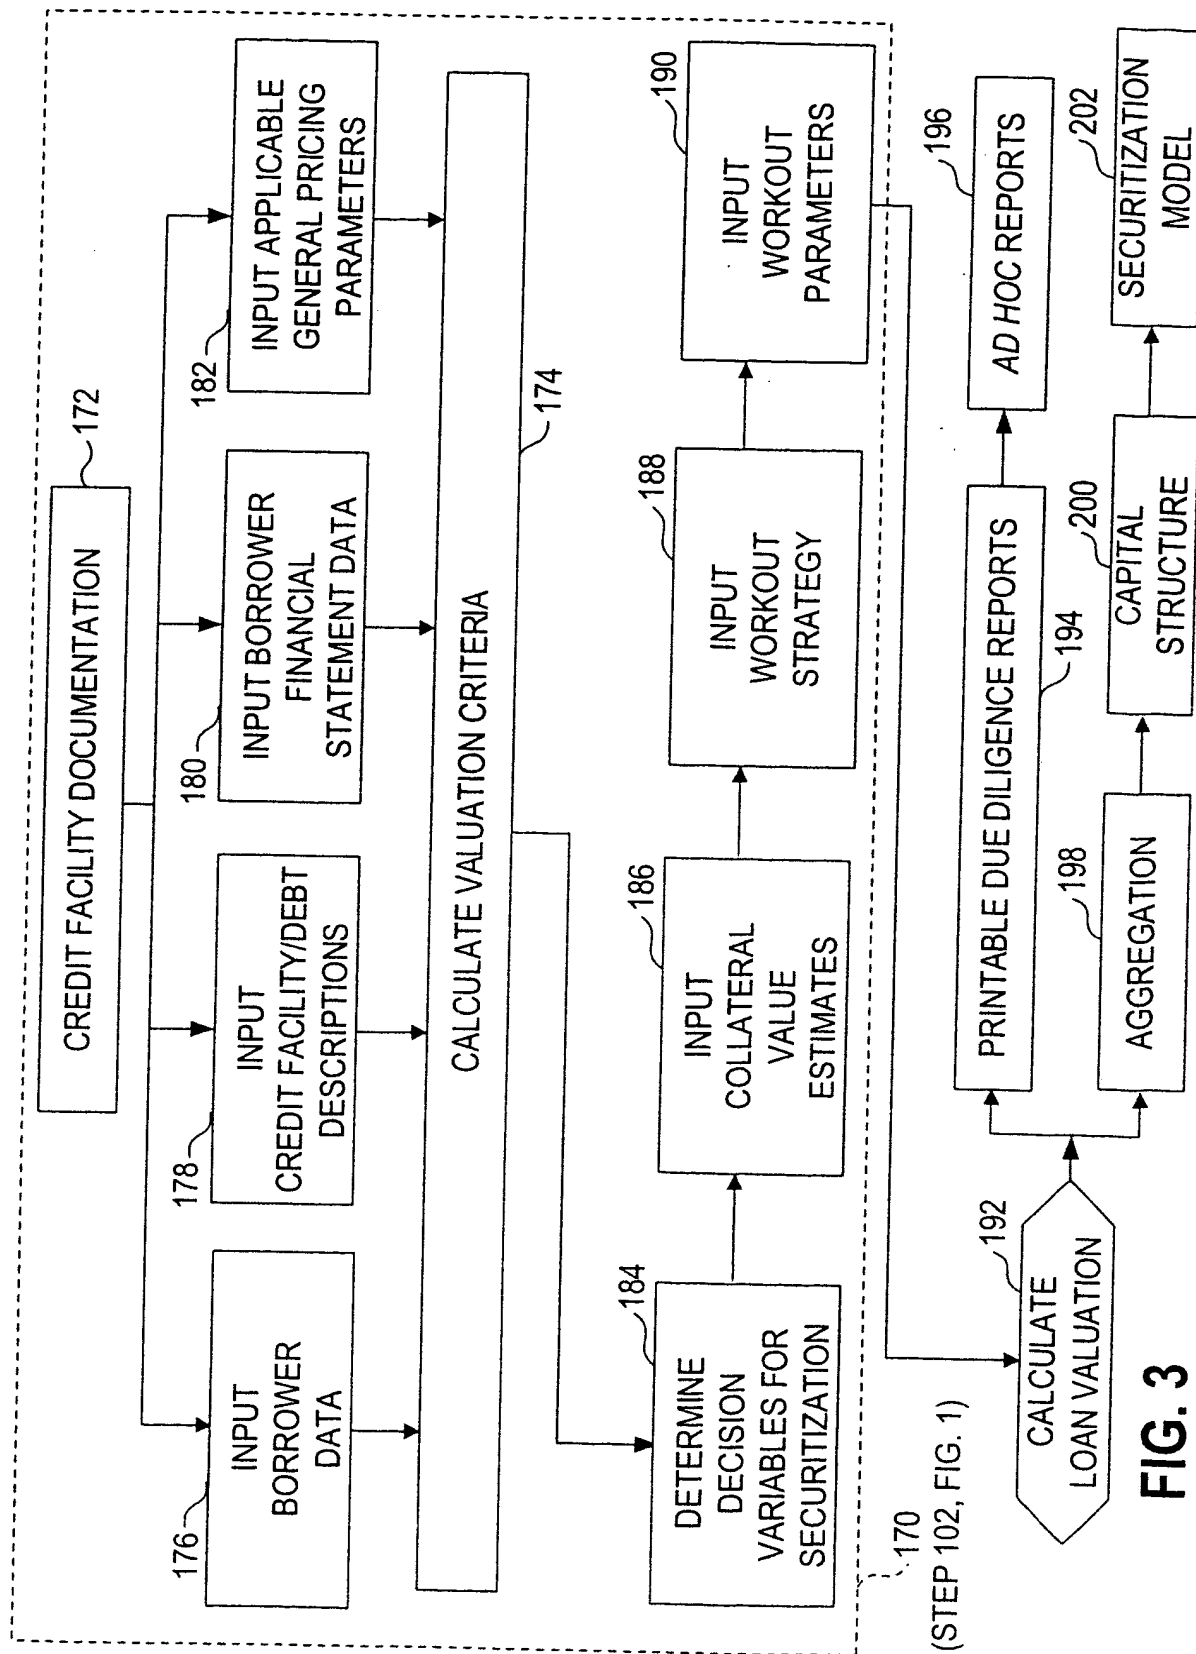 CREDIT FACILITY DOCUMENTATION
172
176
INPUT
BORROWER
DATA
178
INPUT
CREDIT FACILITY/DEBT
DESCRIPTIONS
180
INPUT BORROWER
FINANCIAL
STATEMENT DATA
182
INPUT APPLICABLE
GENERAL PRICING
PARAMETERS
CALCULATE VALUATION CRITERIA
174
184
DETERMINE
DECISION
VARIABLES FOR
SECURITIZATION
186
INPUT
COLLATERAL
VALUE
ESTIMATES
188
INPUT
WORKOUT
STRATEGY
190
INPUT
WORKOUT
PARAMETERS
170
(STEP 102, FIG. 1)
192
CALCULATE
LOAN VALUATION
PRINTABLE DUE DILIGENCE REPORTS
194
196
AD HOC REPORTS
198
AGGREGATION
200
CAPITAL
STRUCTURE
202
SECURITIZATION
MODEL
FIG. 3